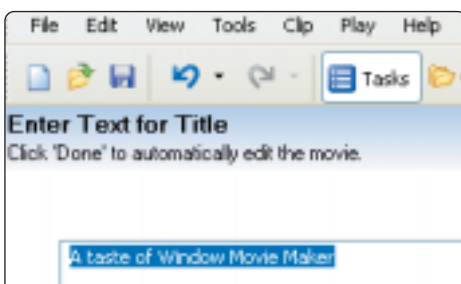 File Edit View Tools Clip Play Help
Tasks
Enter Text for Title
Click 'Done' to automatically edit the movie.
A taste of Window Movie Maker